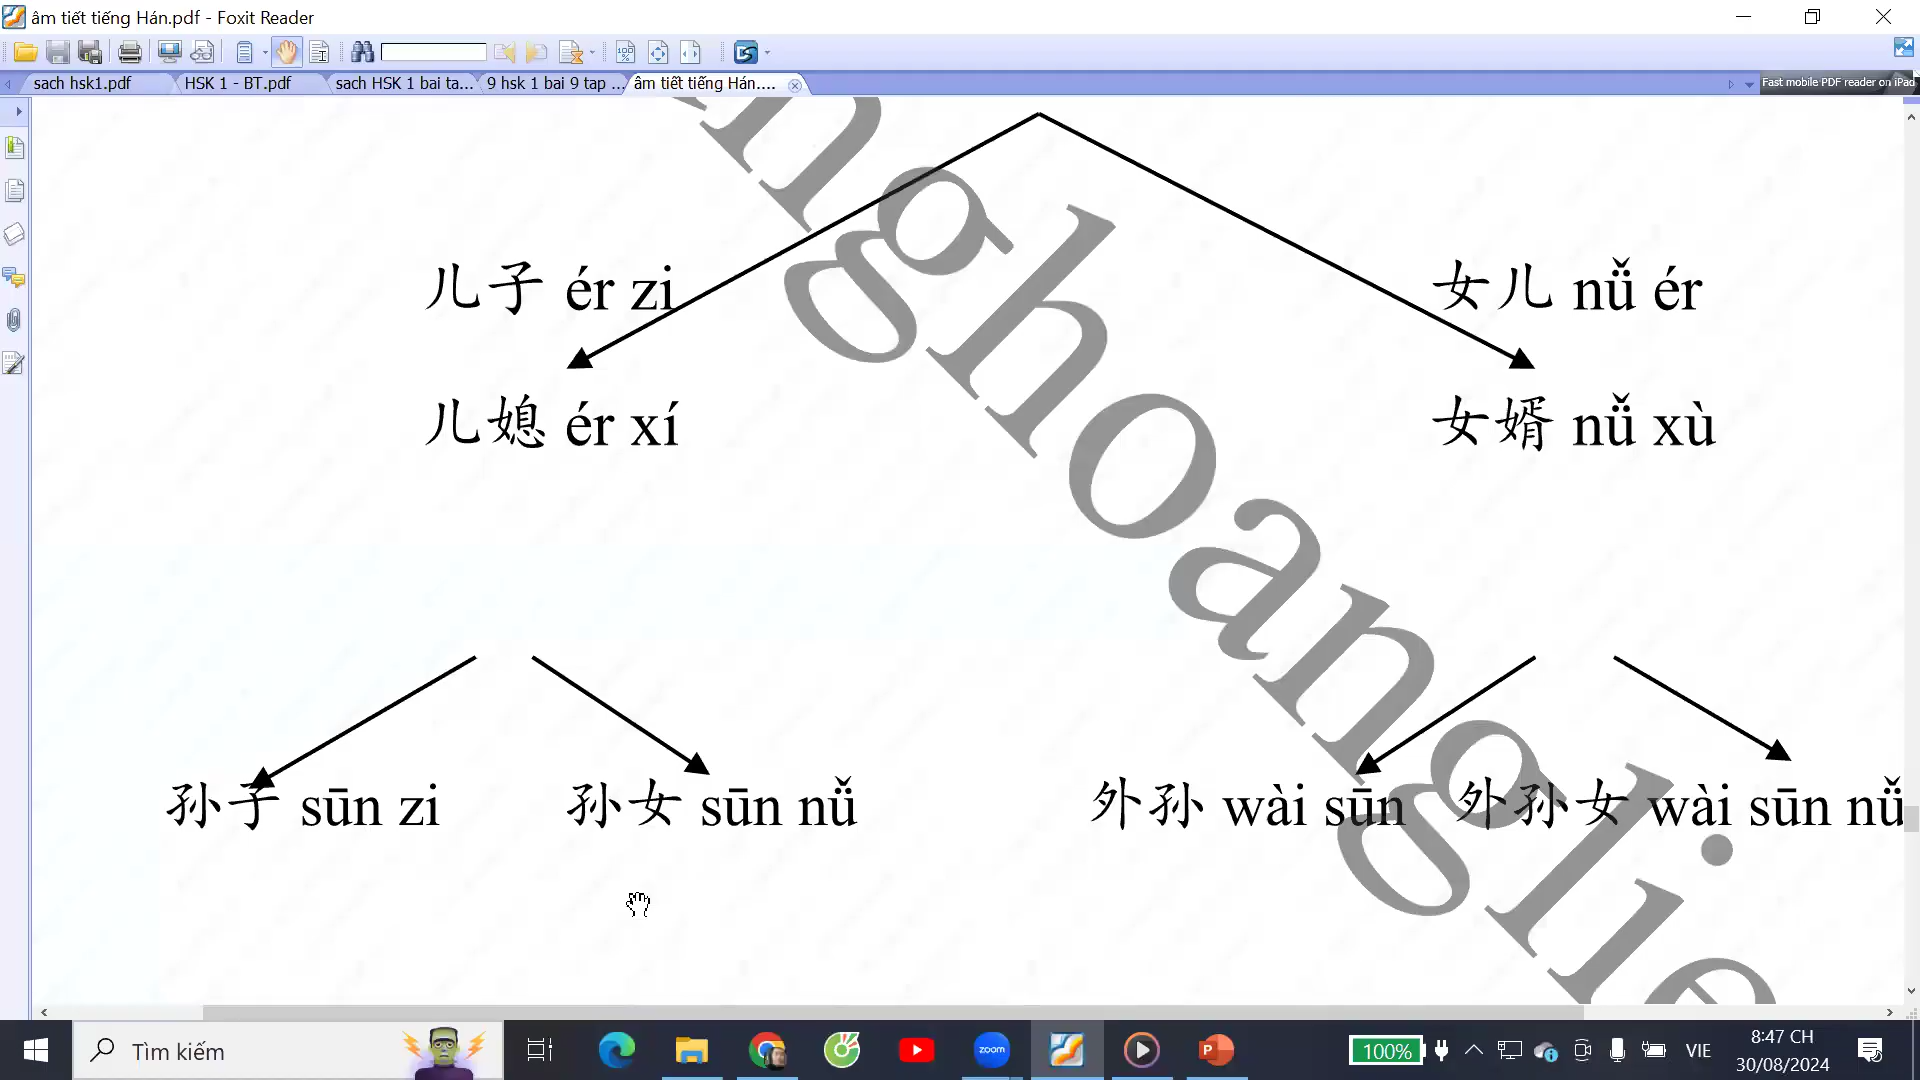 âm tiết tiếng Hán.pdf - Foxit Reader
sach hsk1.pdf
HSK 1 - BT.pdf
sach HSK 1 bai ta...
9 hsk 1 bai 9 tap ...
âm tiết tiếng Hán....
Fast mobile PDF reader on iPad
儿子 ér zi
女儿 nǚ ér
儿媳 ér xí
女婿 nǚ xù
孙子 sūn zi
孙女 sūn nǚ
外孙 wài sūn
外孙女 wài sūn nǚ
nghoanglie
Tìm kiếm
zoom
100%
VIE
8:47 CH
30/08/2024